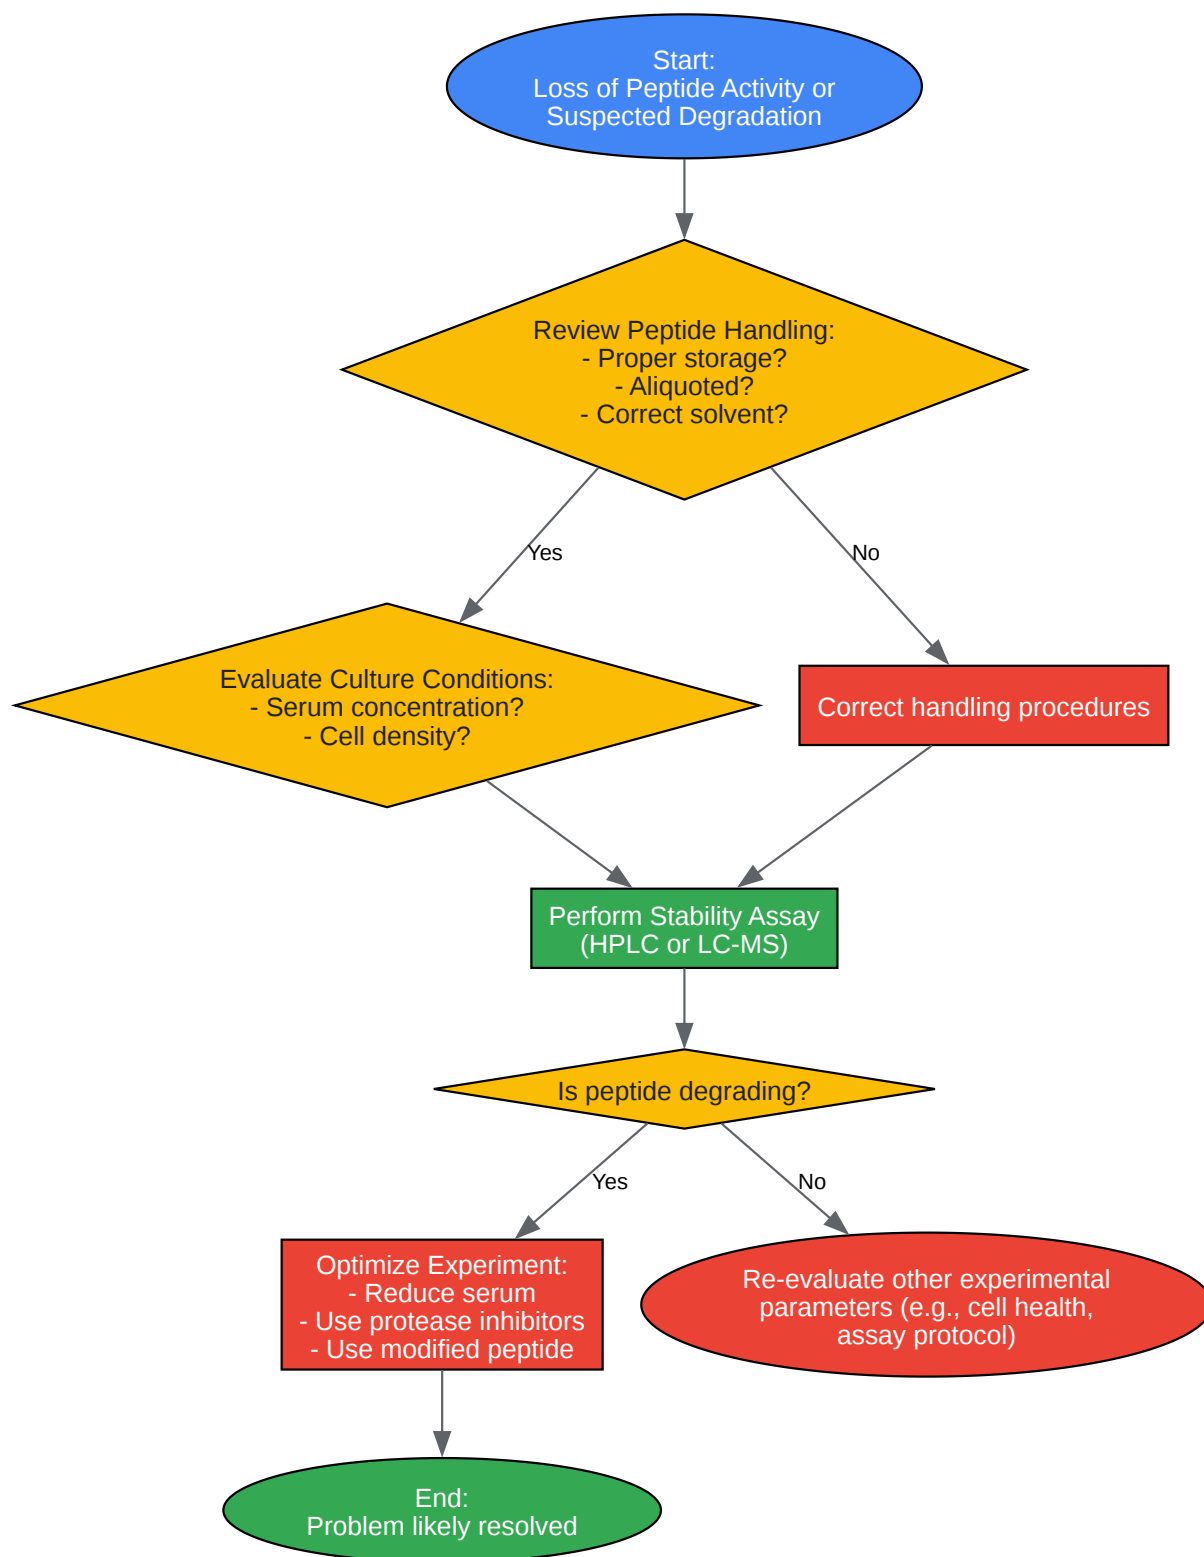 Start:
Loss of Peptide Activity or
Suspected Degradation
Review Peptide Handling:
- Proper storage?
- Aliquoted?
- Correct solvent?
Yes
No
Evaluate Culture Conditions:
- Serum concentration?
- Cell density?
Correct handling procedures
Perform Stability Assay
(HPLC or LC-MS)
Is peptide degrading?
Yes
No
Optimize Experiment:
- Reduce serum
- Use protease inhibitors
- Use modified peptide
Re-evaluate other experimental
parameters (e.g., cell health,
assay protocol)
End:
Problem likely resolved